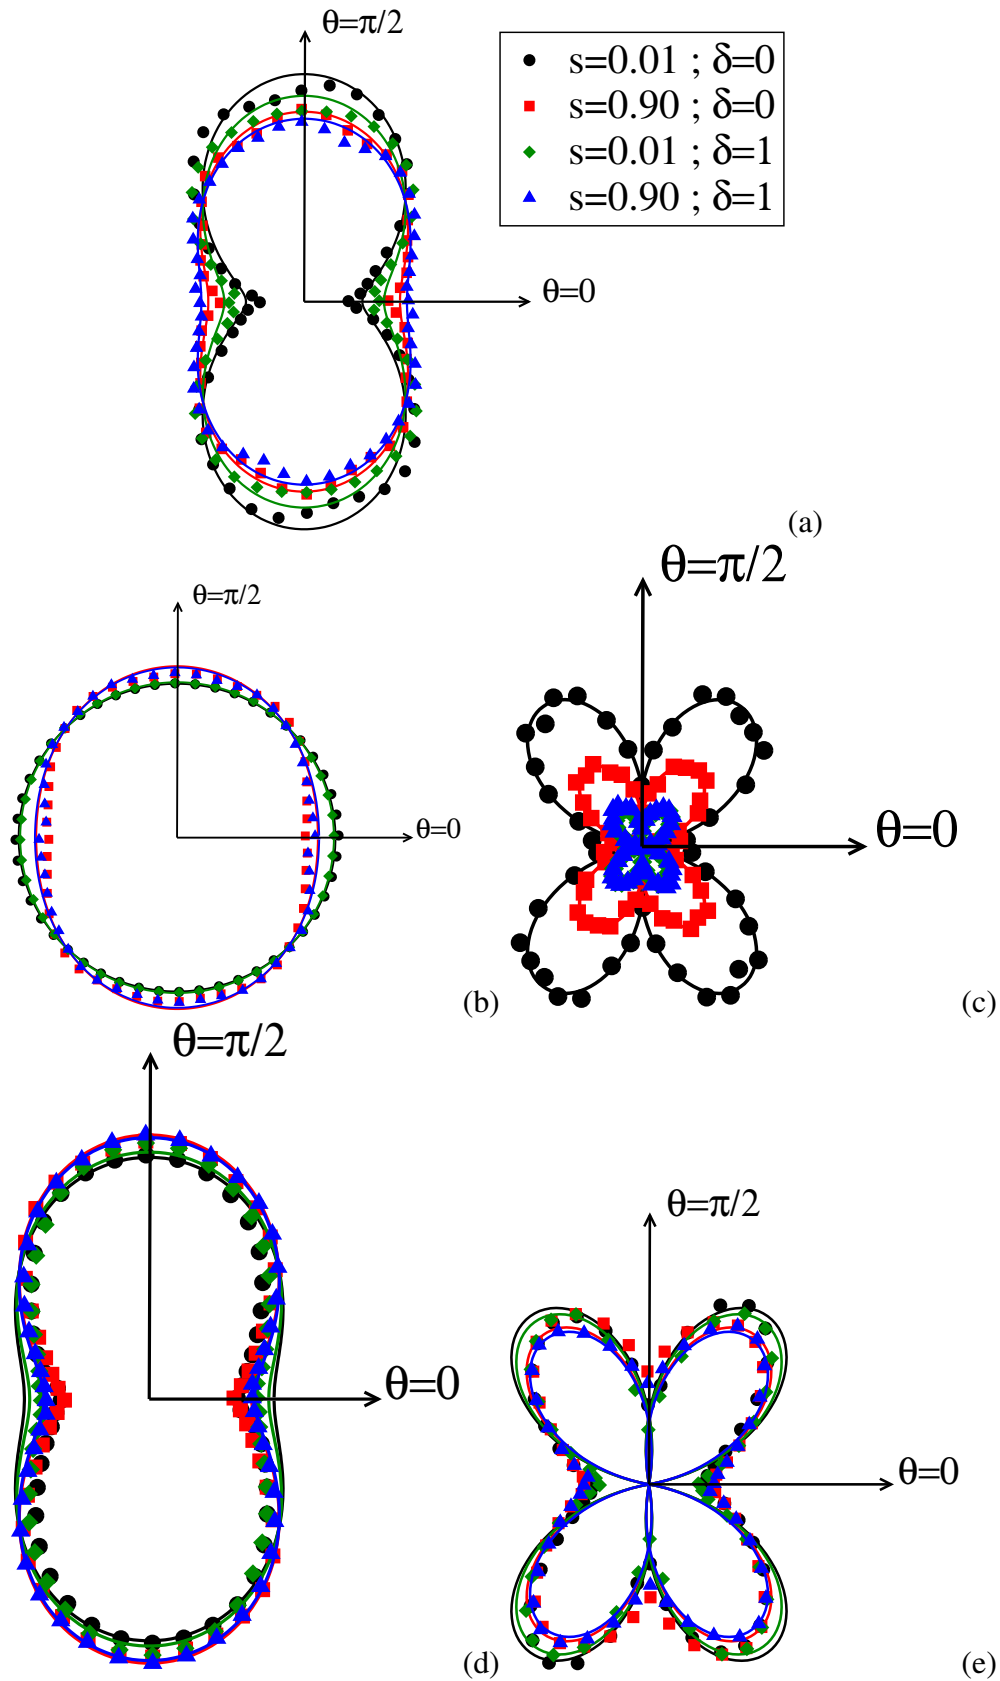 θ=π/2
s=0.01 ; δ=0
s=0.90 ; δ=0
s=0.01 ; δ=1
s=0.90 ; δ=1
θ=0
(a)
θ=π/2
θ=0
(b)
θ=π/2
θ=0
(c)
θ=π/2
θ=0
(d)
θ=π/2
θ=0
(e)